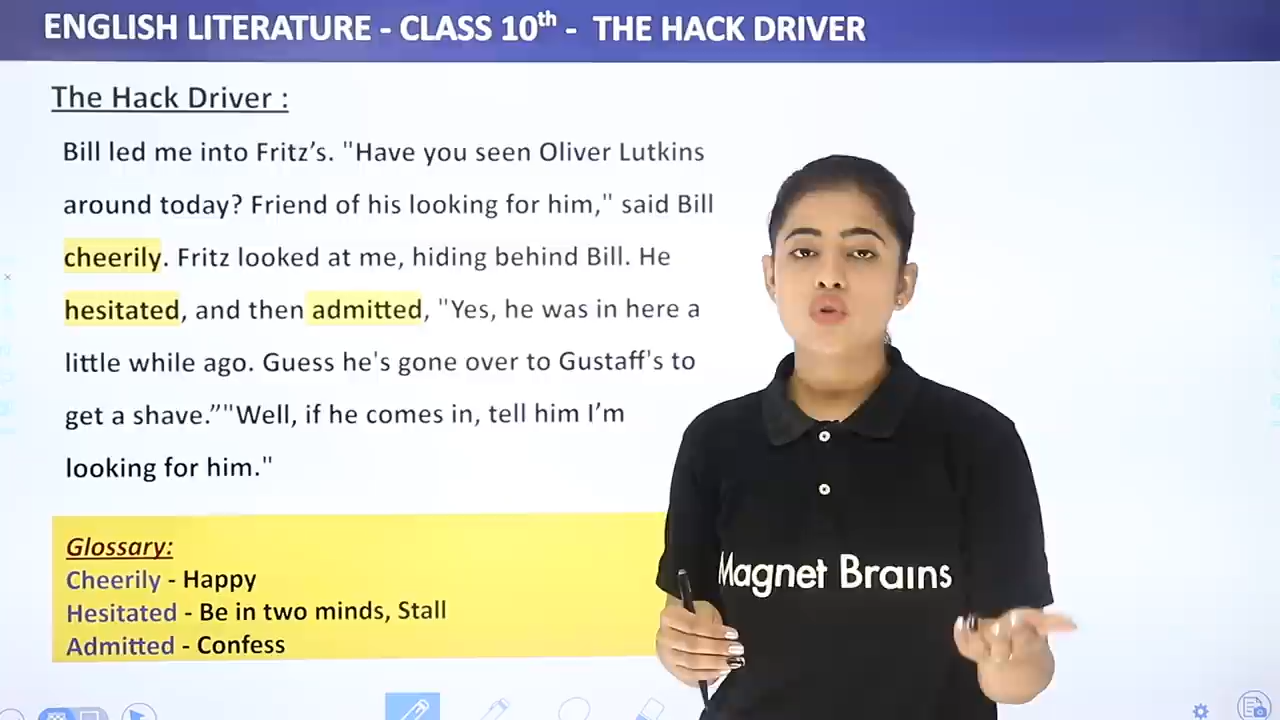 ENGLISH LITERATURE - CLASS 10th - THE HACK DRIVER
The Hack Driver :
Bill led me into Fritz’s. "Have you seen Oliver Lutkins
around today? Friend of his looking for him," said Bill
cheerily. Fritz looked at me, hiding behind Bill. He
hesitated, and then admitted, "Yes, he was in here a
little while ago. Guess he's gone over to Gustaff's to
get a shave.”"Well, if he comes in, tell him I’m
looking for him."
Glossary:
Cheerily - Happy
Hesitated - Be in two minds, Stall
Admitted - Confess
Magnet Brains